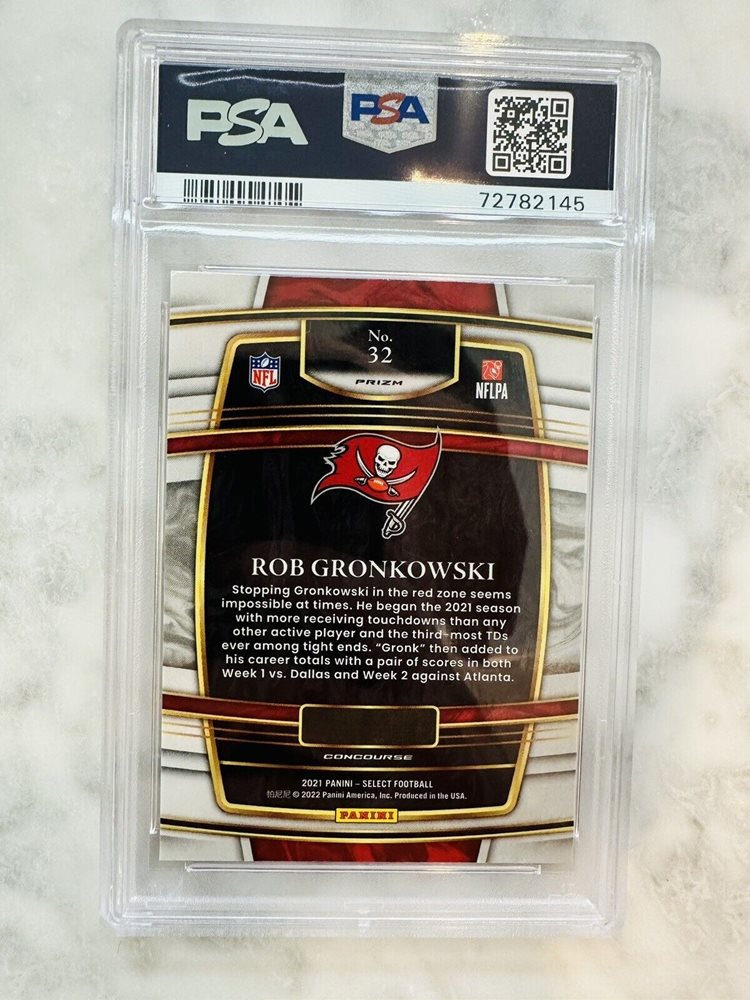 PSA PSA
72782145
No.
32
PRIZM
NFL
NFLPA
ROB GRONKOWSKI
Stopping Gronkowski in the red zone seems
impossible at times. He began the 2021 season
with more receiving touchdowns than any
other active player and the third-most TDs
ever among tight ends. “Gronk” then added to
his career totals with a pair of scores in both
Week 1 vs. Dallas and Week 2 against Atlanta.
CONCOURSE
2021 PANINI – SELECT FOOTBALL
帕尼尼 © 2022 Panini America, Inc. Produced in the USA.
PANINI